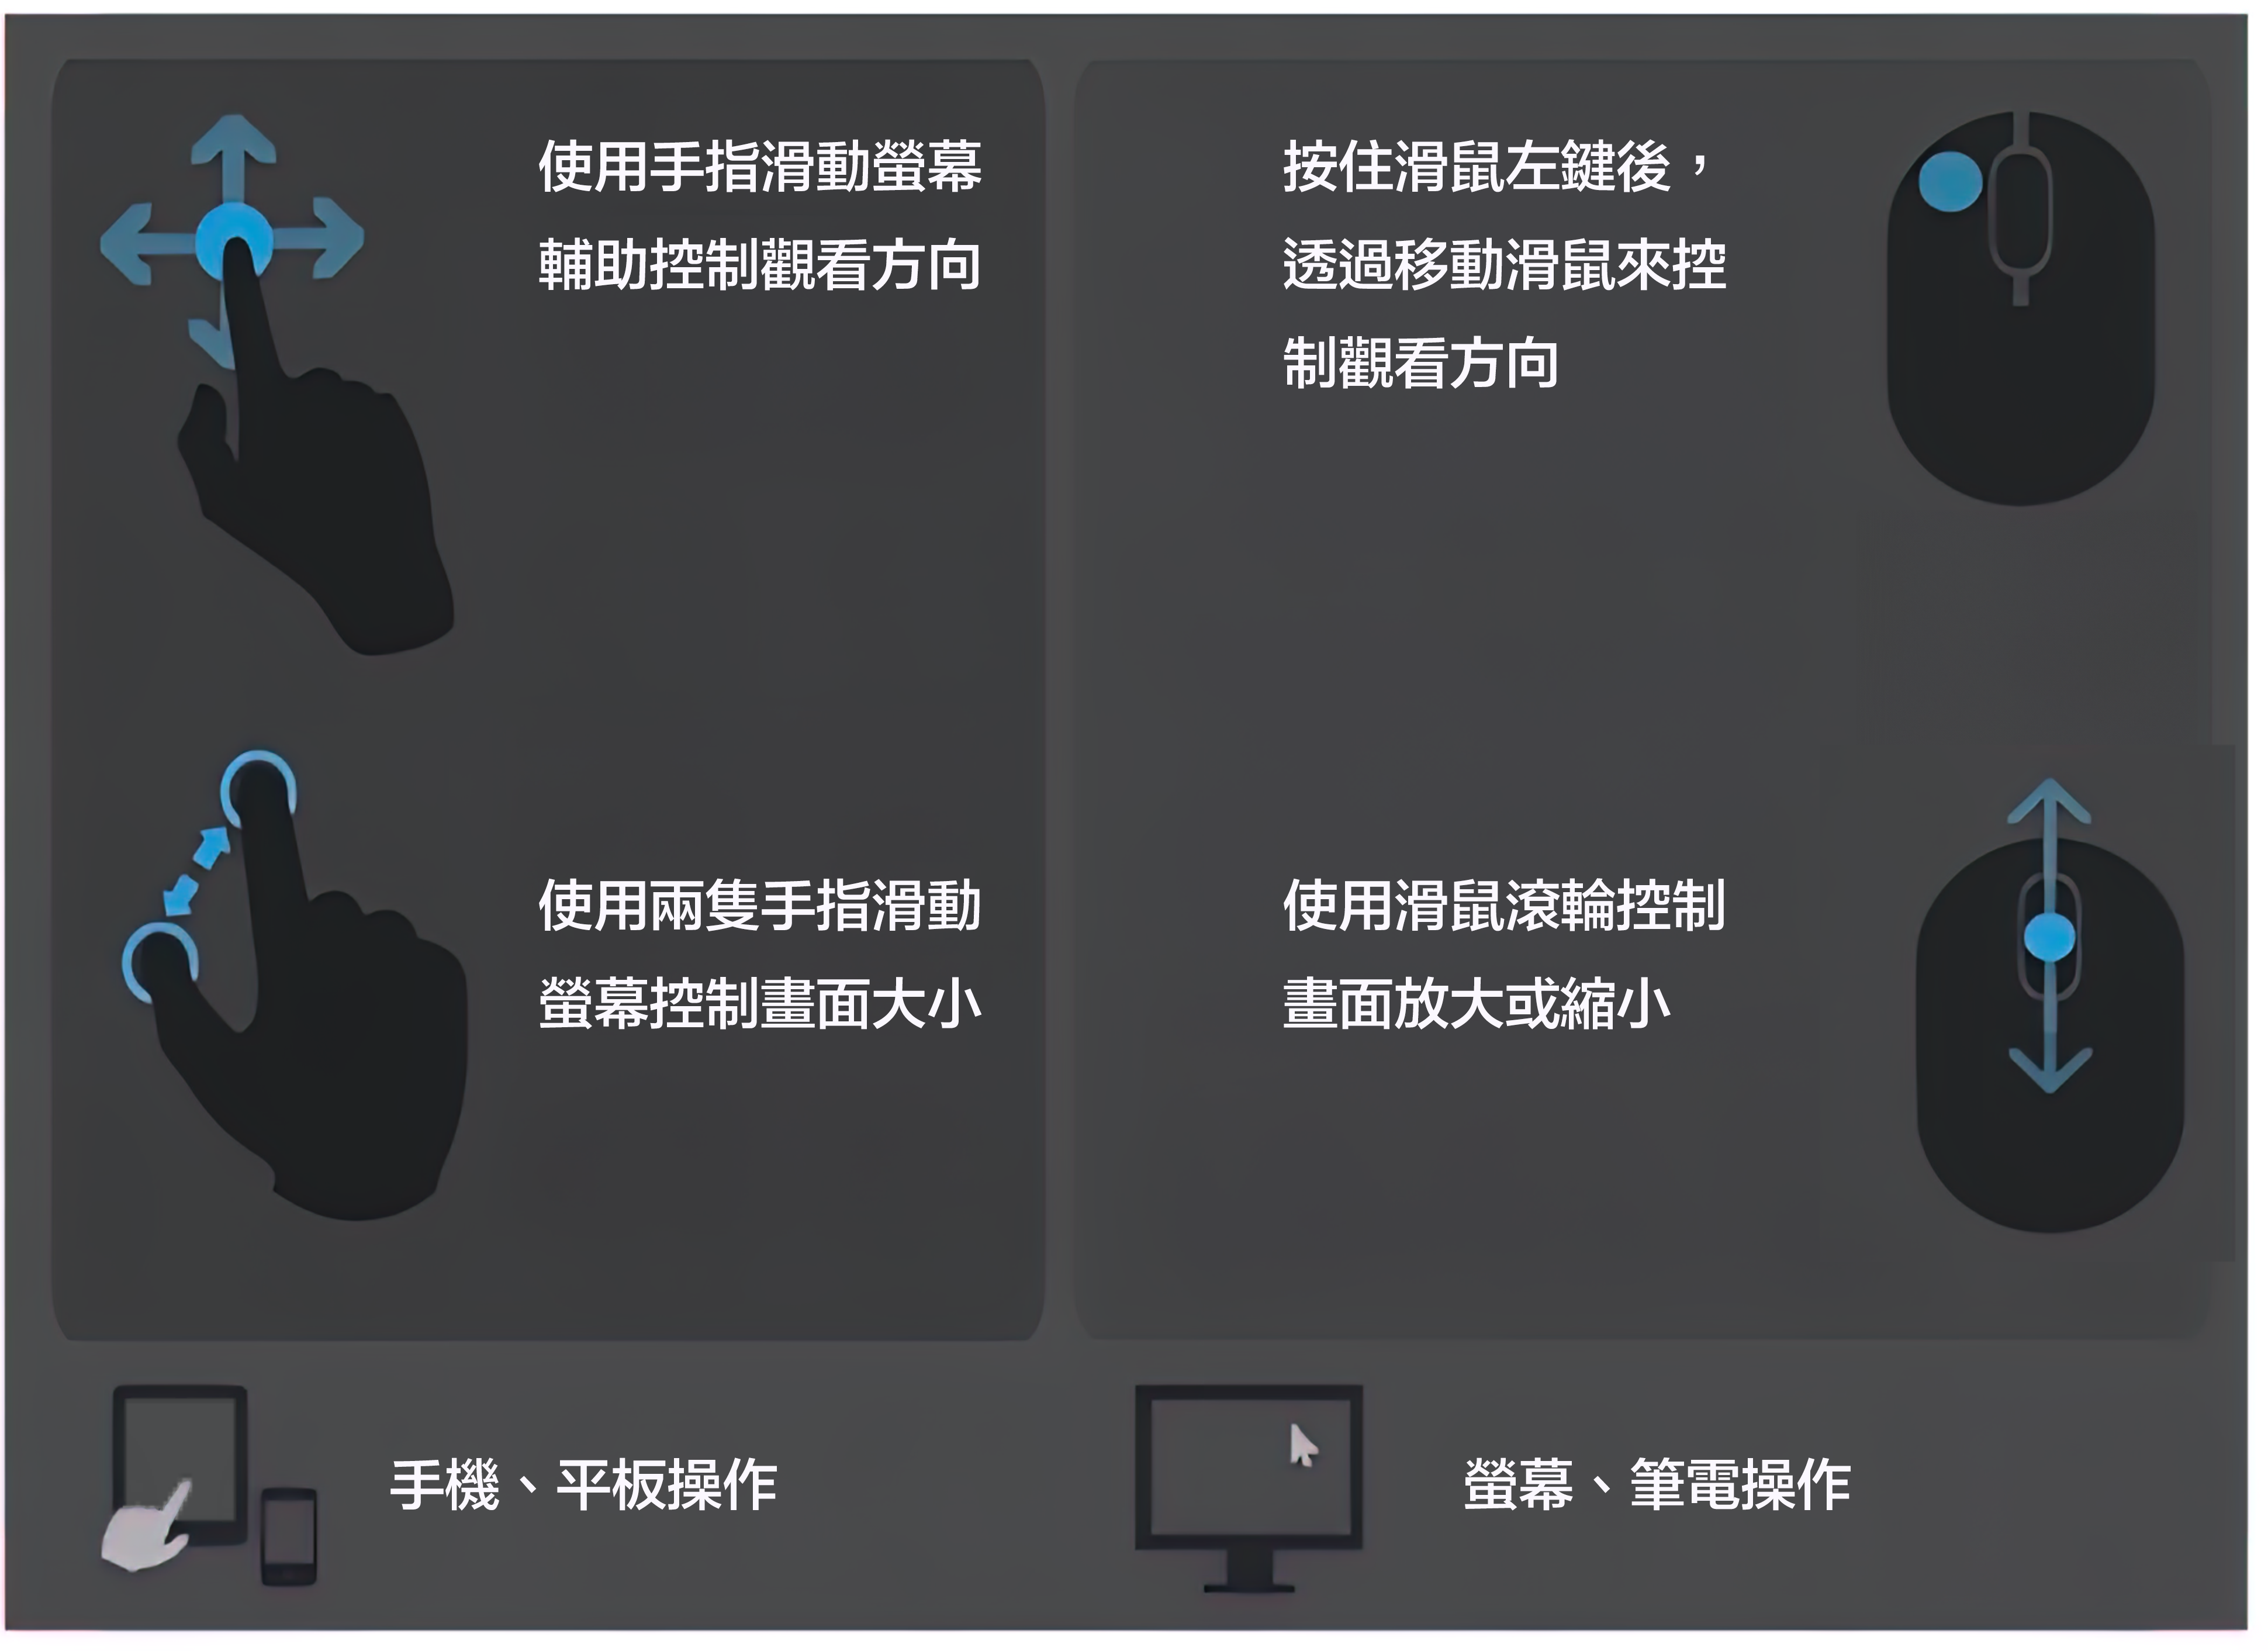 使用手指滑動螢幕
輔助控制觀看方向
使用兩隻手指滑動
螢幕控制畫面大小
手機、平板操作
按住滑鼠左鍵後，
透過移動滑鼠來控
制觀看方向
使用滑鼠滾輪控制
畫面放大或縮小
螢幕、筆電操作